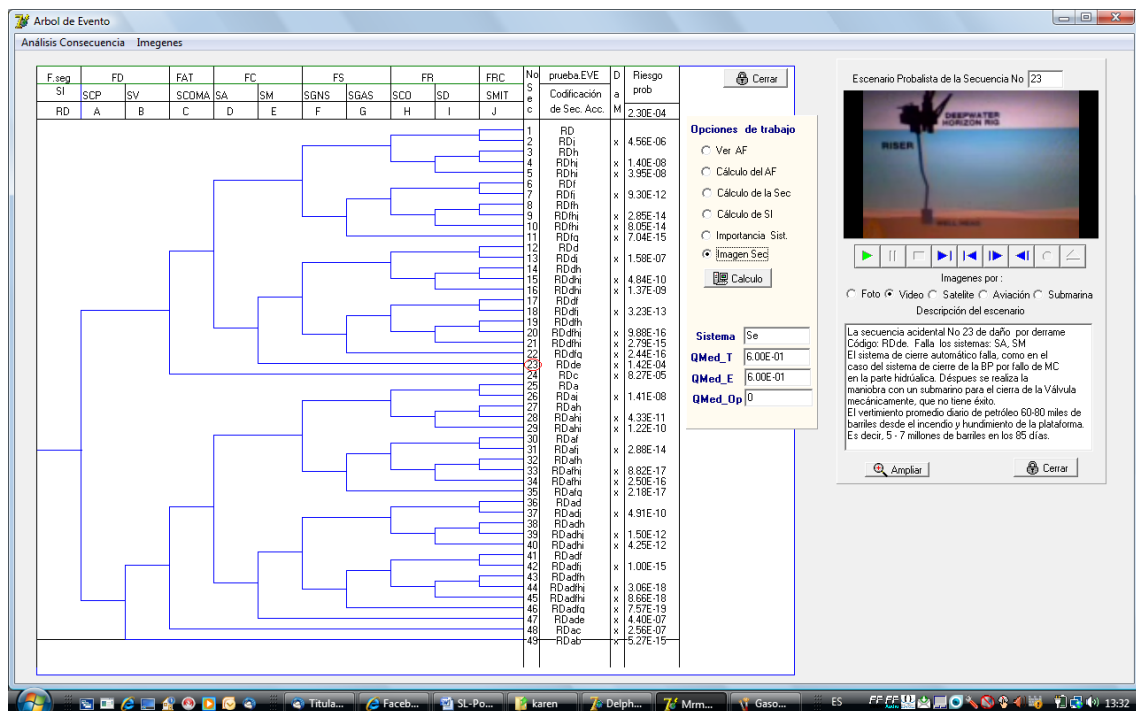 Arbol de Evento
Análisis Consecuencia Imegenes
F.seg FD FAT FC FS FR FRC No prueba.EVE D Riesgo
SI SCP SV SCOMA SA SM SGNS SGAS SCO SD SMIT S e Codificación a prob
RD A B C D E F G H I J c de Sec. Acc. M 2.30E-04
1 RD
2 RDj x 4.56E-06
3 RDh
4 RDhj x 1.40E-08
5 RDhi x 3.95E-08
6 RDf
7 RDfj x 9.30E-12
8 RDfh
9 RDfhj x 2.85E-14
10 RDfhi x 8.05E-14
11 RDfg x 7.04E-15
12 RDd
13 RDdj x 1.58E-07
14 RDdh
15 RDdhj x 4.84E-10
16 RDdhi x 1.37E-09
17 RDdf
18 RDdfj x 3.23E-13
19 RDdfh
20 RDdfhj x 9.88E-16
21 RDdfhi x 2.79E-15
22 RDdfg x 2.44E-16
23 RDde x 1.42E-04
24 RDc x 8.27E-05
25 RDa
26 RDaj x 1.41E-08
27 RDah
28 RDahj x 4.33E-11
29 RDahi x 1.22E-10
30 RDaf
31 RDafj x 2.88E-14
32 RDafh
33 RDafhj x 8.82E-17
34 RDafhi x 2.50E-16
35 RDafg x 2.18E-17
36 RDad
37 RDadj x 4.91E-10
38 RDadh
39 RDadhj x 1.50E-12
40 RDadhi x 4.25E-12
41 RDadf
42 RDadfj x 1.00E-15
43 RDadfh
44 RDadfhj x 3.06E-18
45 RDadfhi x 8.66E-18
46 RDadfg x 7.57E-19
47 RDade x 4.40E-07
48 RDac x 2.56E-07
49 RDab x 5.27E-15
Cerrar
Opciones de trabajo
Ver AF
Cálculo del AF
Cálculo de la Sec
Cálculo de SI
Importancia Sist.
Imagen Sec
Calculo
Sistema Se
QMed_T 6.00E-01
QMed_E 6.00E-01
QMed_Op 0
Escenario Probalista de la Secuencia No 23
DEEPWATER
HORIZON RIG
RISER
WELL HEAD
Imagenes por :
Foto Video Satelite Aviación Submarina
Descripción del escenario
La secuencia acidental No 23 de daño por derrame
Código: RDde. Falla los sistemas: SA, SM
El sistema de cierre automático falla, como en el
caso del sistema de cierre de la BP por fallo de MC
en la parte hidrúalica. Déspues se realiza la
maniobra con un submarino para el cierra de la Válvula
mecánicamente, que no tiene éxito.
El vertimiento promedio diario de petróleo 60-80 miles de
barriles desde el incendio y hundimiento de la plataforma.
Es decir, 5 - 7 millones de barriles en los 85 días.
Ampliar
Cerrar
Titula...
Faceb...
SL-Po...
karen
Delph...
Mrm...
Gaso...
ES
13:32